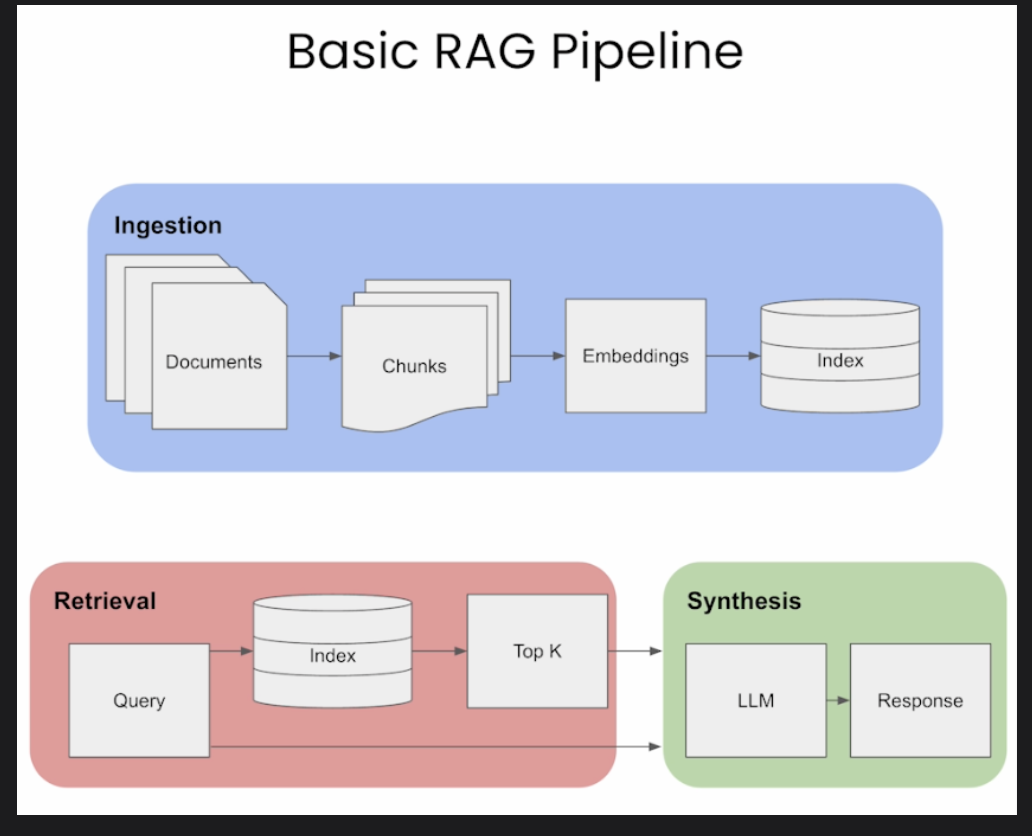 Basic RAG Pipeline
Ingestion
Documents
Chunks
Embeddings
Index
Retrieval
Query
Index
Top K
Synthesis
LLM
Response